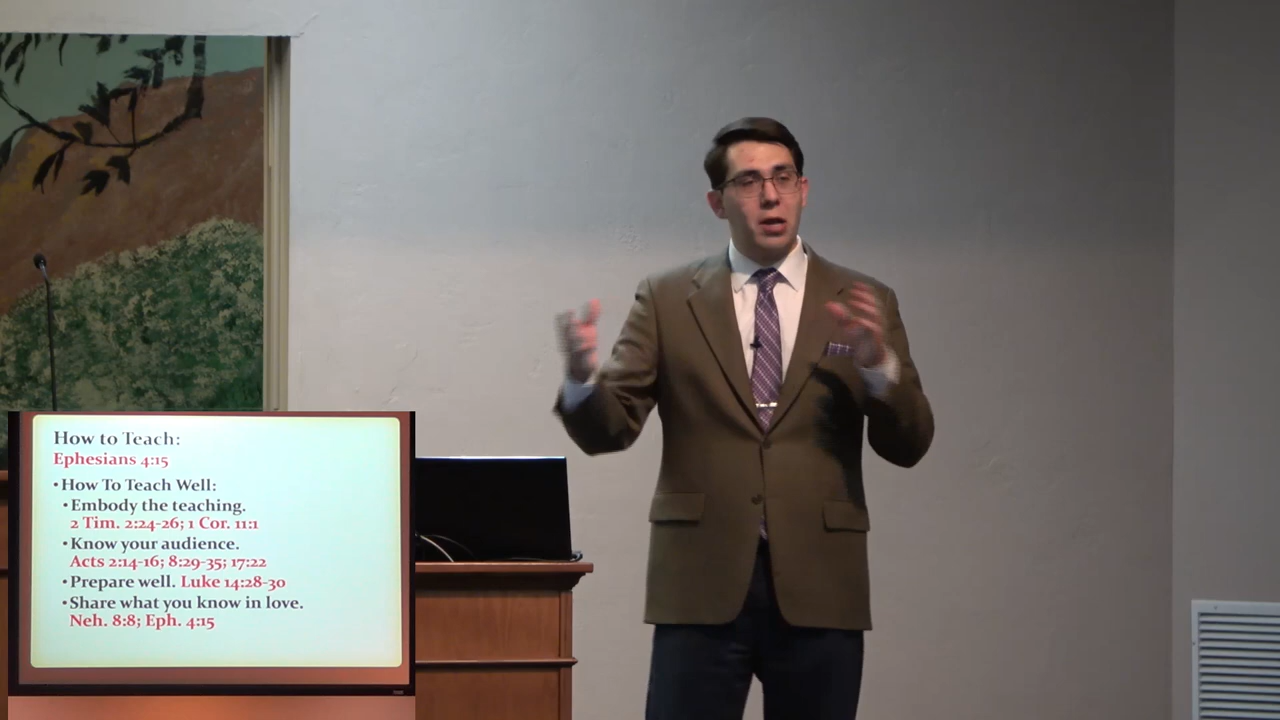 How to Teach:
Ephesians 4:15
•How To Teach Well:
•Embody the teaching.
2 Tim. 2:24-26; 1 Cor. 11:1
•Know your audience.
Acts 2:14-16; 8:29-35; 17:22
•Prepare well. Luke 14:28-30
•Share what you know in love.
Neh. 8:8; Eph. 4:15